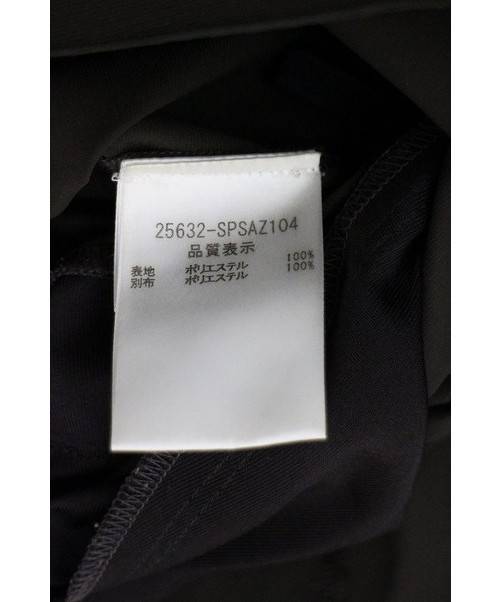 25632-SPSAZ104
品質表示
表地 ポリエステル 100%
別布 ポリエステル 100%